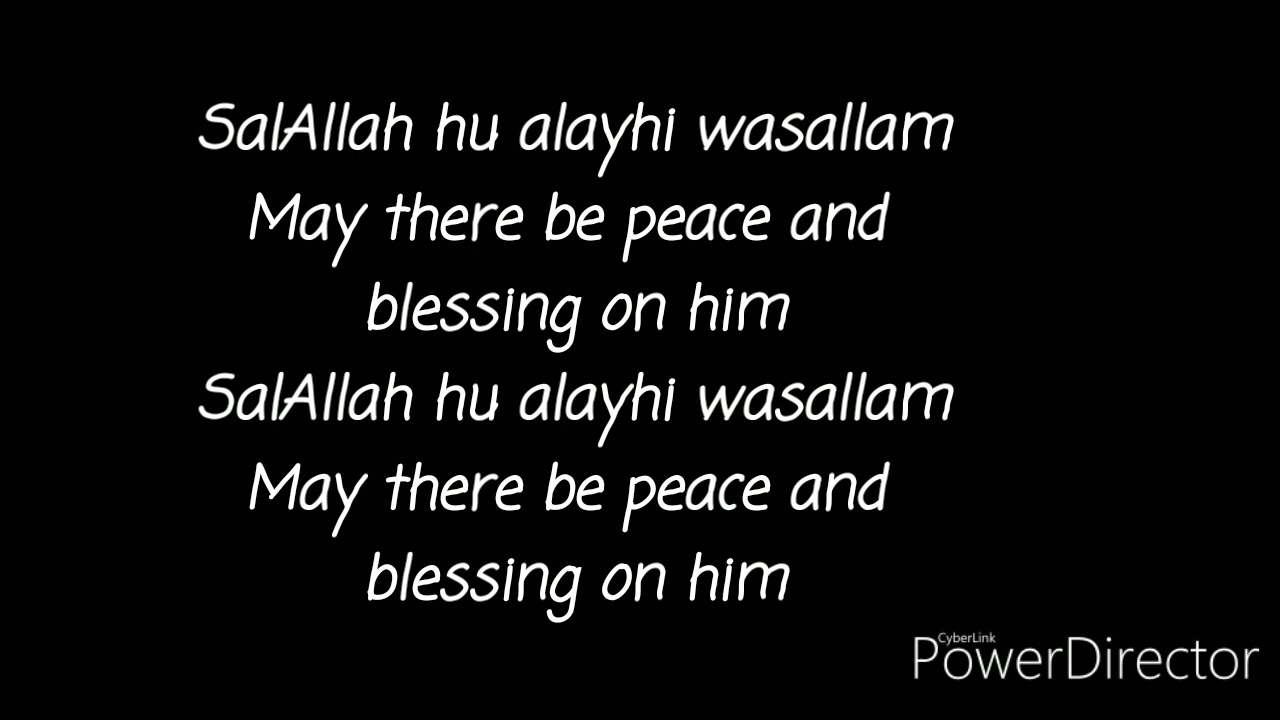 SalAllah hu alayhi wasallam
May there be peace and
blessing on him
SalAllah hu alayhi wasallam
May there be peace and
blessing on him
CyberLink
PowerDirector